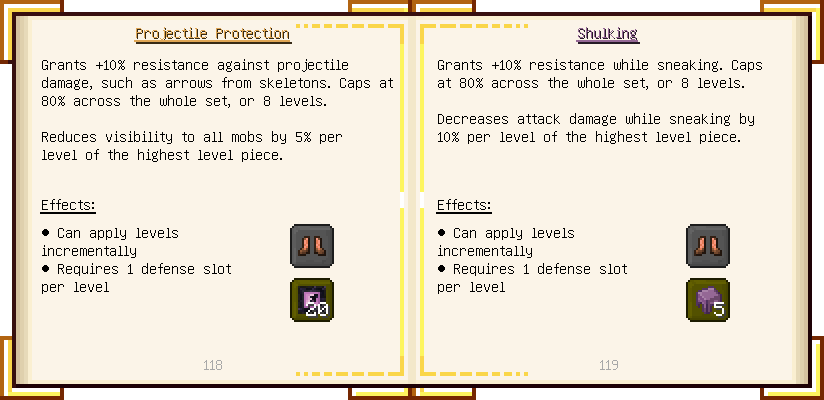 Projectile Protection
Grants +10% resistance against projectile
damage, such as arrows from skeletons. Caps at
80% across the whole set, or 8 levels.
Reduces visibility to all mobs by 5% per
level of the highest level piece.
Effects:
• Can apply levels
incrementally
• Requires 1 defense slot
per level
20
118
Shulking
Grants +10% resistance while sneaking. Caps
at 80% across the whole set, or 8 levels.
Decreases attack damage while sneaking by
10% per level of the highest level piece.
Effects:
• Can apply levels
incrementally
• Requires 1 defense slot
per level
5
119